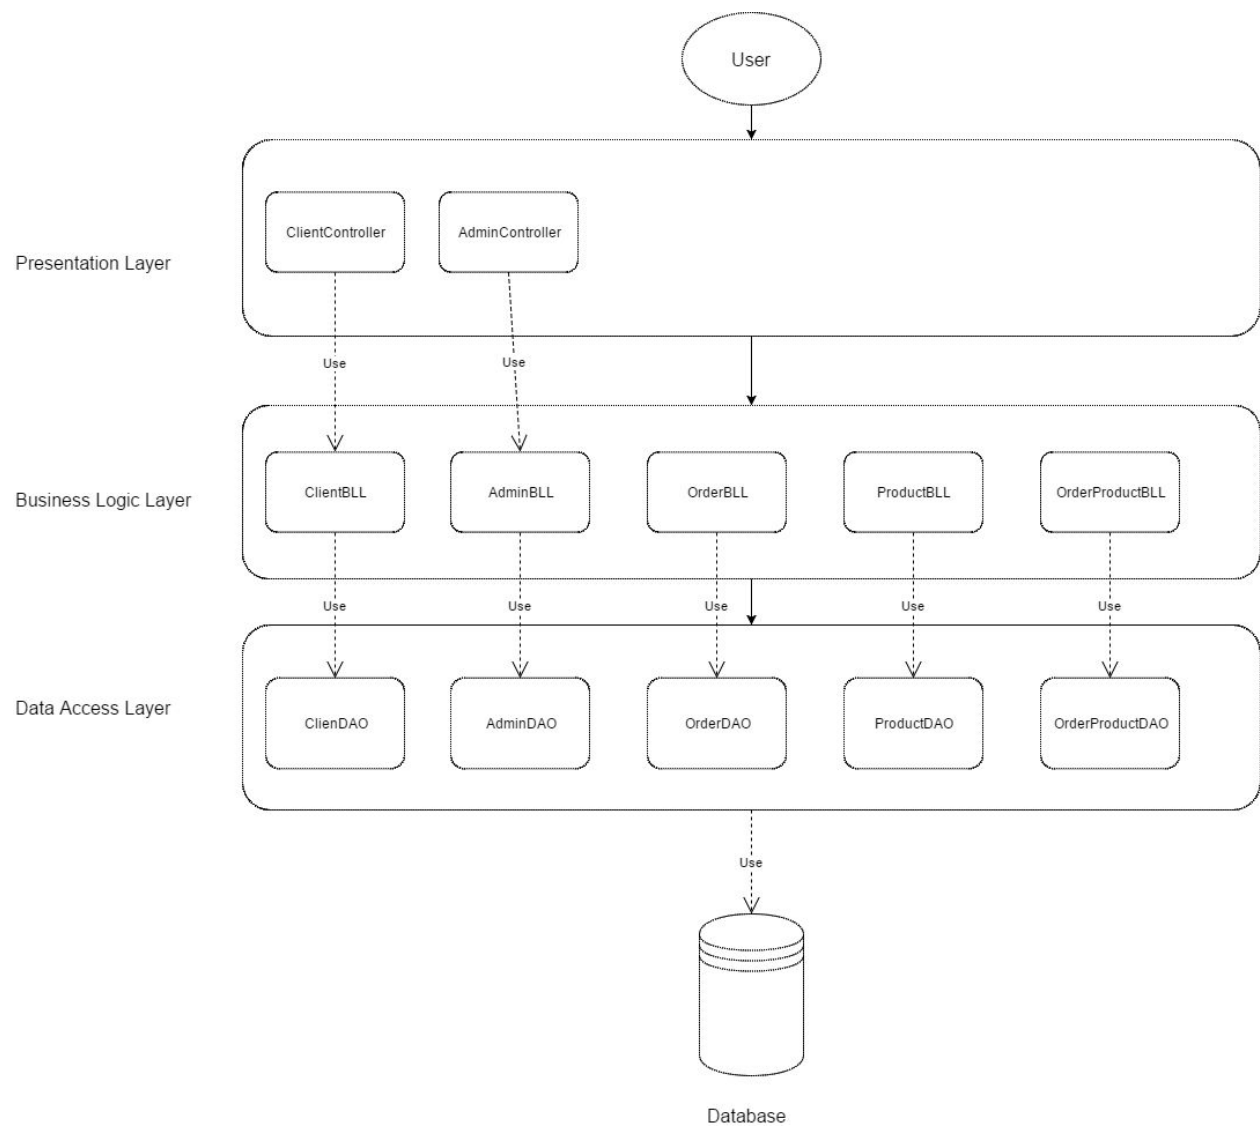 User
ClientController
AdminController
Presentation Layer
Use
Use
ClientBLL
AdminBLL
OrderBLL
ProductBLL
OrderProductBLL
Business Logic Layer
Use
Use
Use
Use
Use
Data Access Layer
ClienDAO
AdminDAO
OrderDAO
ProductDAO
OrderProductDAO
Use
Database